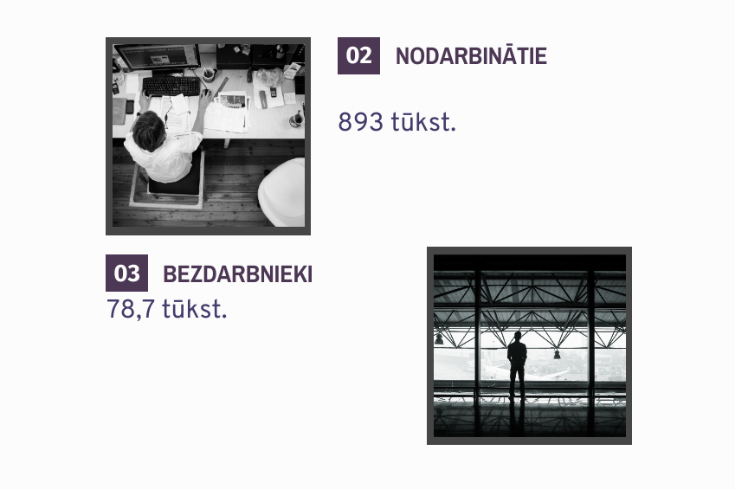 02 NODARBINĀTIE
893 tūkst.
03 BEZDARBNIEKI
78,7 tūkst.